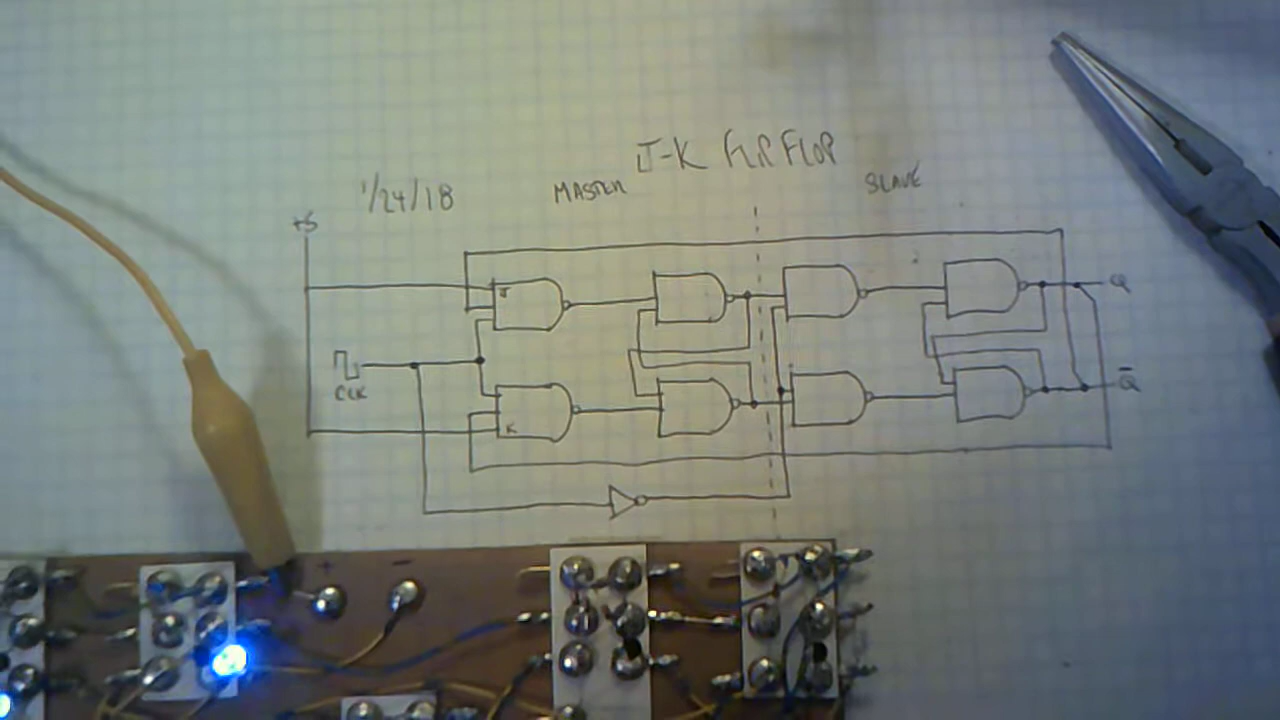 J-K FLIP FLOP
1/24/18
MASTER
SLAVE
+5
J
Q
CLK
Q̅
K
+ −